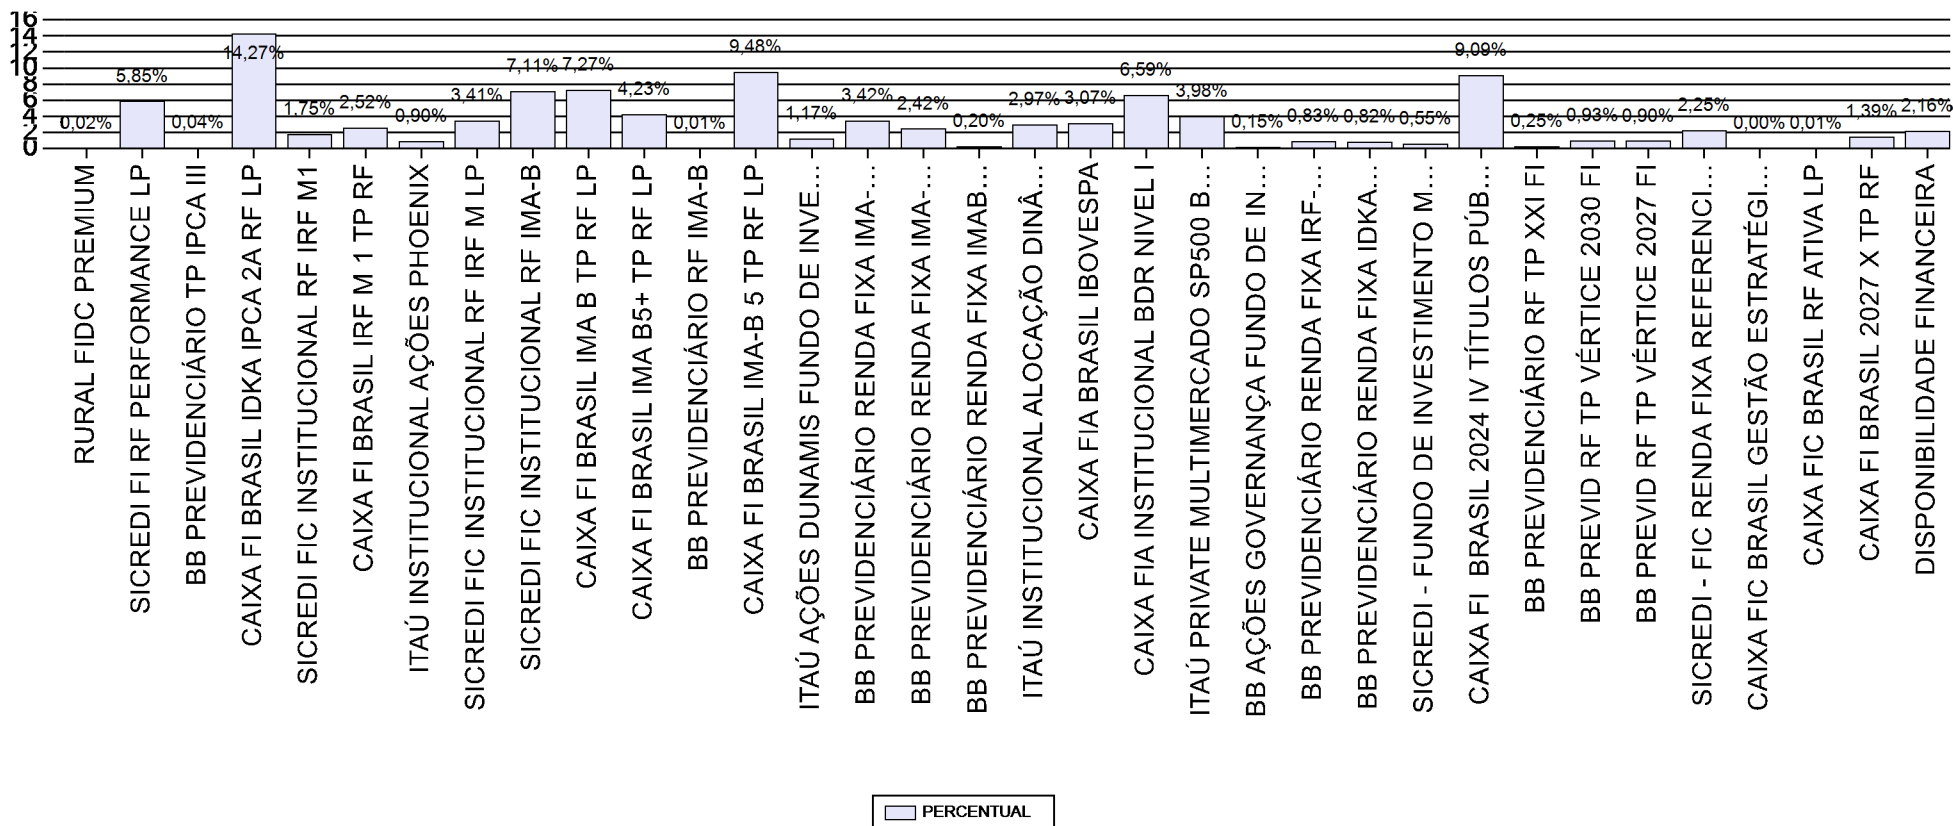 16
14
12
10
8
6
4
2
0
0,02%
5,85%
0,04%
14,27%
1,75%
2,52%
0,90%
3,41%
7,11%
7,27%
4,23%
0,01%
9,48%
1,17%
3,42%
2,42%
0,20%
2,97%
3,07%
6,59%
3,98%
0,15%
0,83%
0,82%
0,55%
9,09%
0,25%
0,93%
0,90%
2,25%
0,00%
0,01%
1,39%
2,16%
RURAL FIDC PREMIUM
SICREDI FI RF PERFORMANCE LP
BB PREVIDENCIÁRIO TP IPCA III
CAIXA FI BRASIL IDKA IPCA 2A RF LP
SICREDI FIC INSTITUCIONAL RF IRF M1
CAIXA FI BRASIL IRF M 1 TP RF
ITAÚ INSTITUCIONAL AÇÕES PHOENIX
SICREDI FIC INSTITUCIONAL RF IRF M LP
SICREDI FIC INSTITUCIONAL RF IMA-B
CAIXA FI BRASIL IMA B TP RF LP
CAIXA FI BRASIL IMA B5+ TP RF LP
BB PREVIDENCIÁRIO RF IMA-B
CAIXA FI BRASIL IMA-B 5 TP RF LP
ITAÚ AÇÕES DUNAMIS FUNDO DE INVE...
BB PREVIDENCIÁRIO RENDA FIXA IMA-...
BB PREVIDENCIÁRIO RENDA FIXA IMA-...
BB PREVIDENCIÁRIO RENDA FIXA IMAB...
ITAÚ INSTITUCIONAL ALOCAÇÃO DINÂ...
CAIXA FIA BRASIL IBOVESPA
CAIXA FIA INSTITUCIONAL BDR NIVEL I
ITAÚ PRIVATE MULTIMERCADO SP500 B...
BB AÇÕES GOVERNANÇA FUNDO DE IN...
BB PREVIDENCIÁRIO RENDA FIXA IRF-...
BB PREVIDENCIÁRIO RENDA FIXA IDKA...
SICREDI - FUNDO DE INVESTIMENTO M...
CAIXA FI  BRASIL 2024 IV TÍTULOS PÚB...
BB PREVIDENCIÁRIO RF TP XXI FI
BB PREVID RF TP VÉRTICE 2030 FI
BB PREVID RF TP VÉRTICE 2027 FI
SICREDI - FIC RENDA FIXA REFERENCI...
CAIXA FIC BRASIL GESTÃO ESTRATÉGI...
CAIXA FIC BRASIL RF ATIVA LP
CAIXA FI BRASIL 2027 X TP RF
DISPONIBILIDADE FINANCEIRA
PERCENTUAL